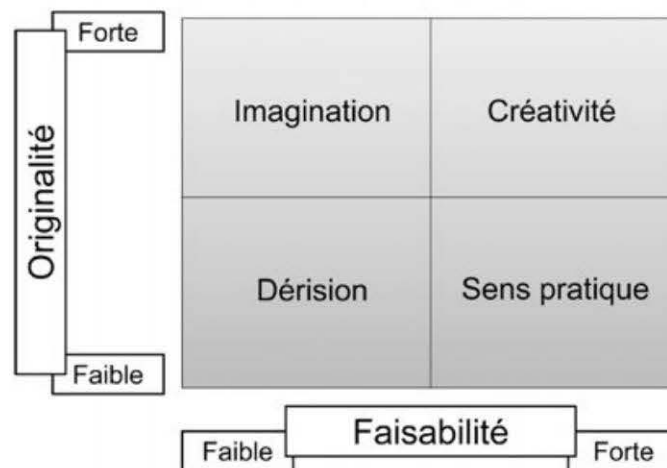 Forte
Originalité
Imagination
Créativité
Dérision
Sens pratique
Faible
Faisabilité
Faible
Forte